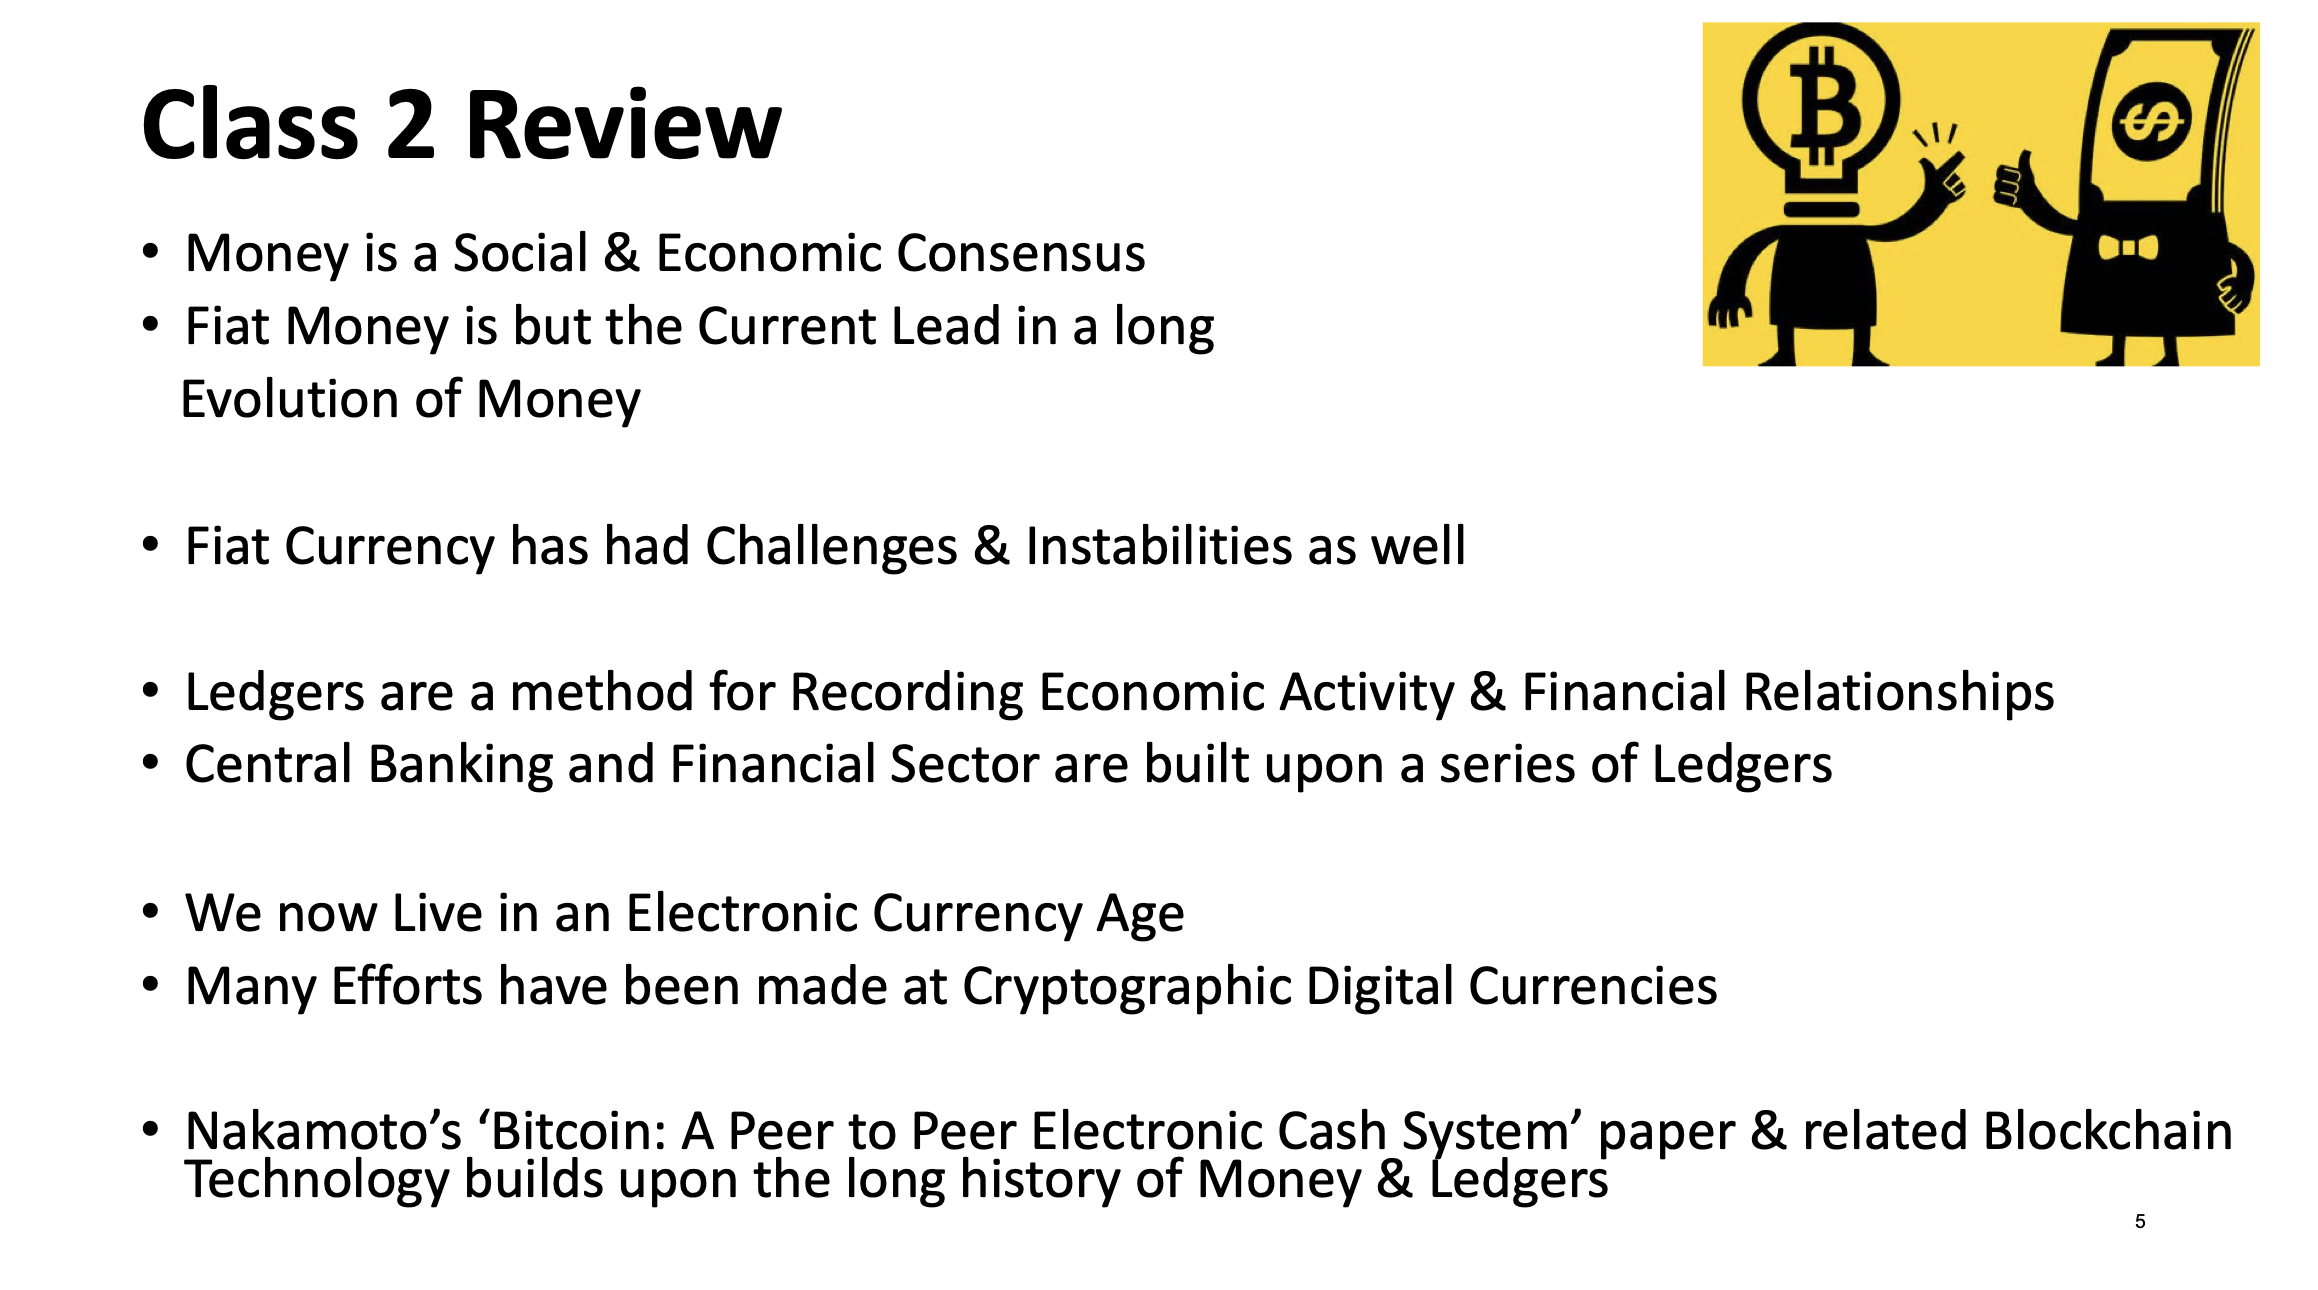 Class 2 Review
• Money is a Social & Economic Consensus
• Fiat Money is but the Current Lead in a long
Evolution of Money
• Fiat Currency has had Challenges & Instabilities as well
• Ledgers are a method for Recording Economic Activity & Financial Relationships
• Central Banking and Financial Sector are built upon a series of Ledgers
• We now Live in an Electronic Currency Age
• Many Efforts have been made at Cryptographic Digital Currencies
• Nakamoto’s ‘Bitcoin: A Peer to Peer Electronic Cash System’ paper & related Blockchain
Technology builds upon the long history of Money & Ledgers
5